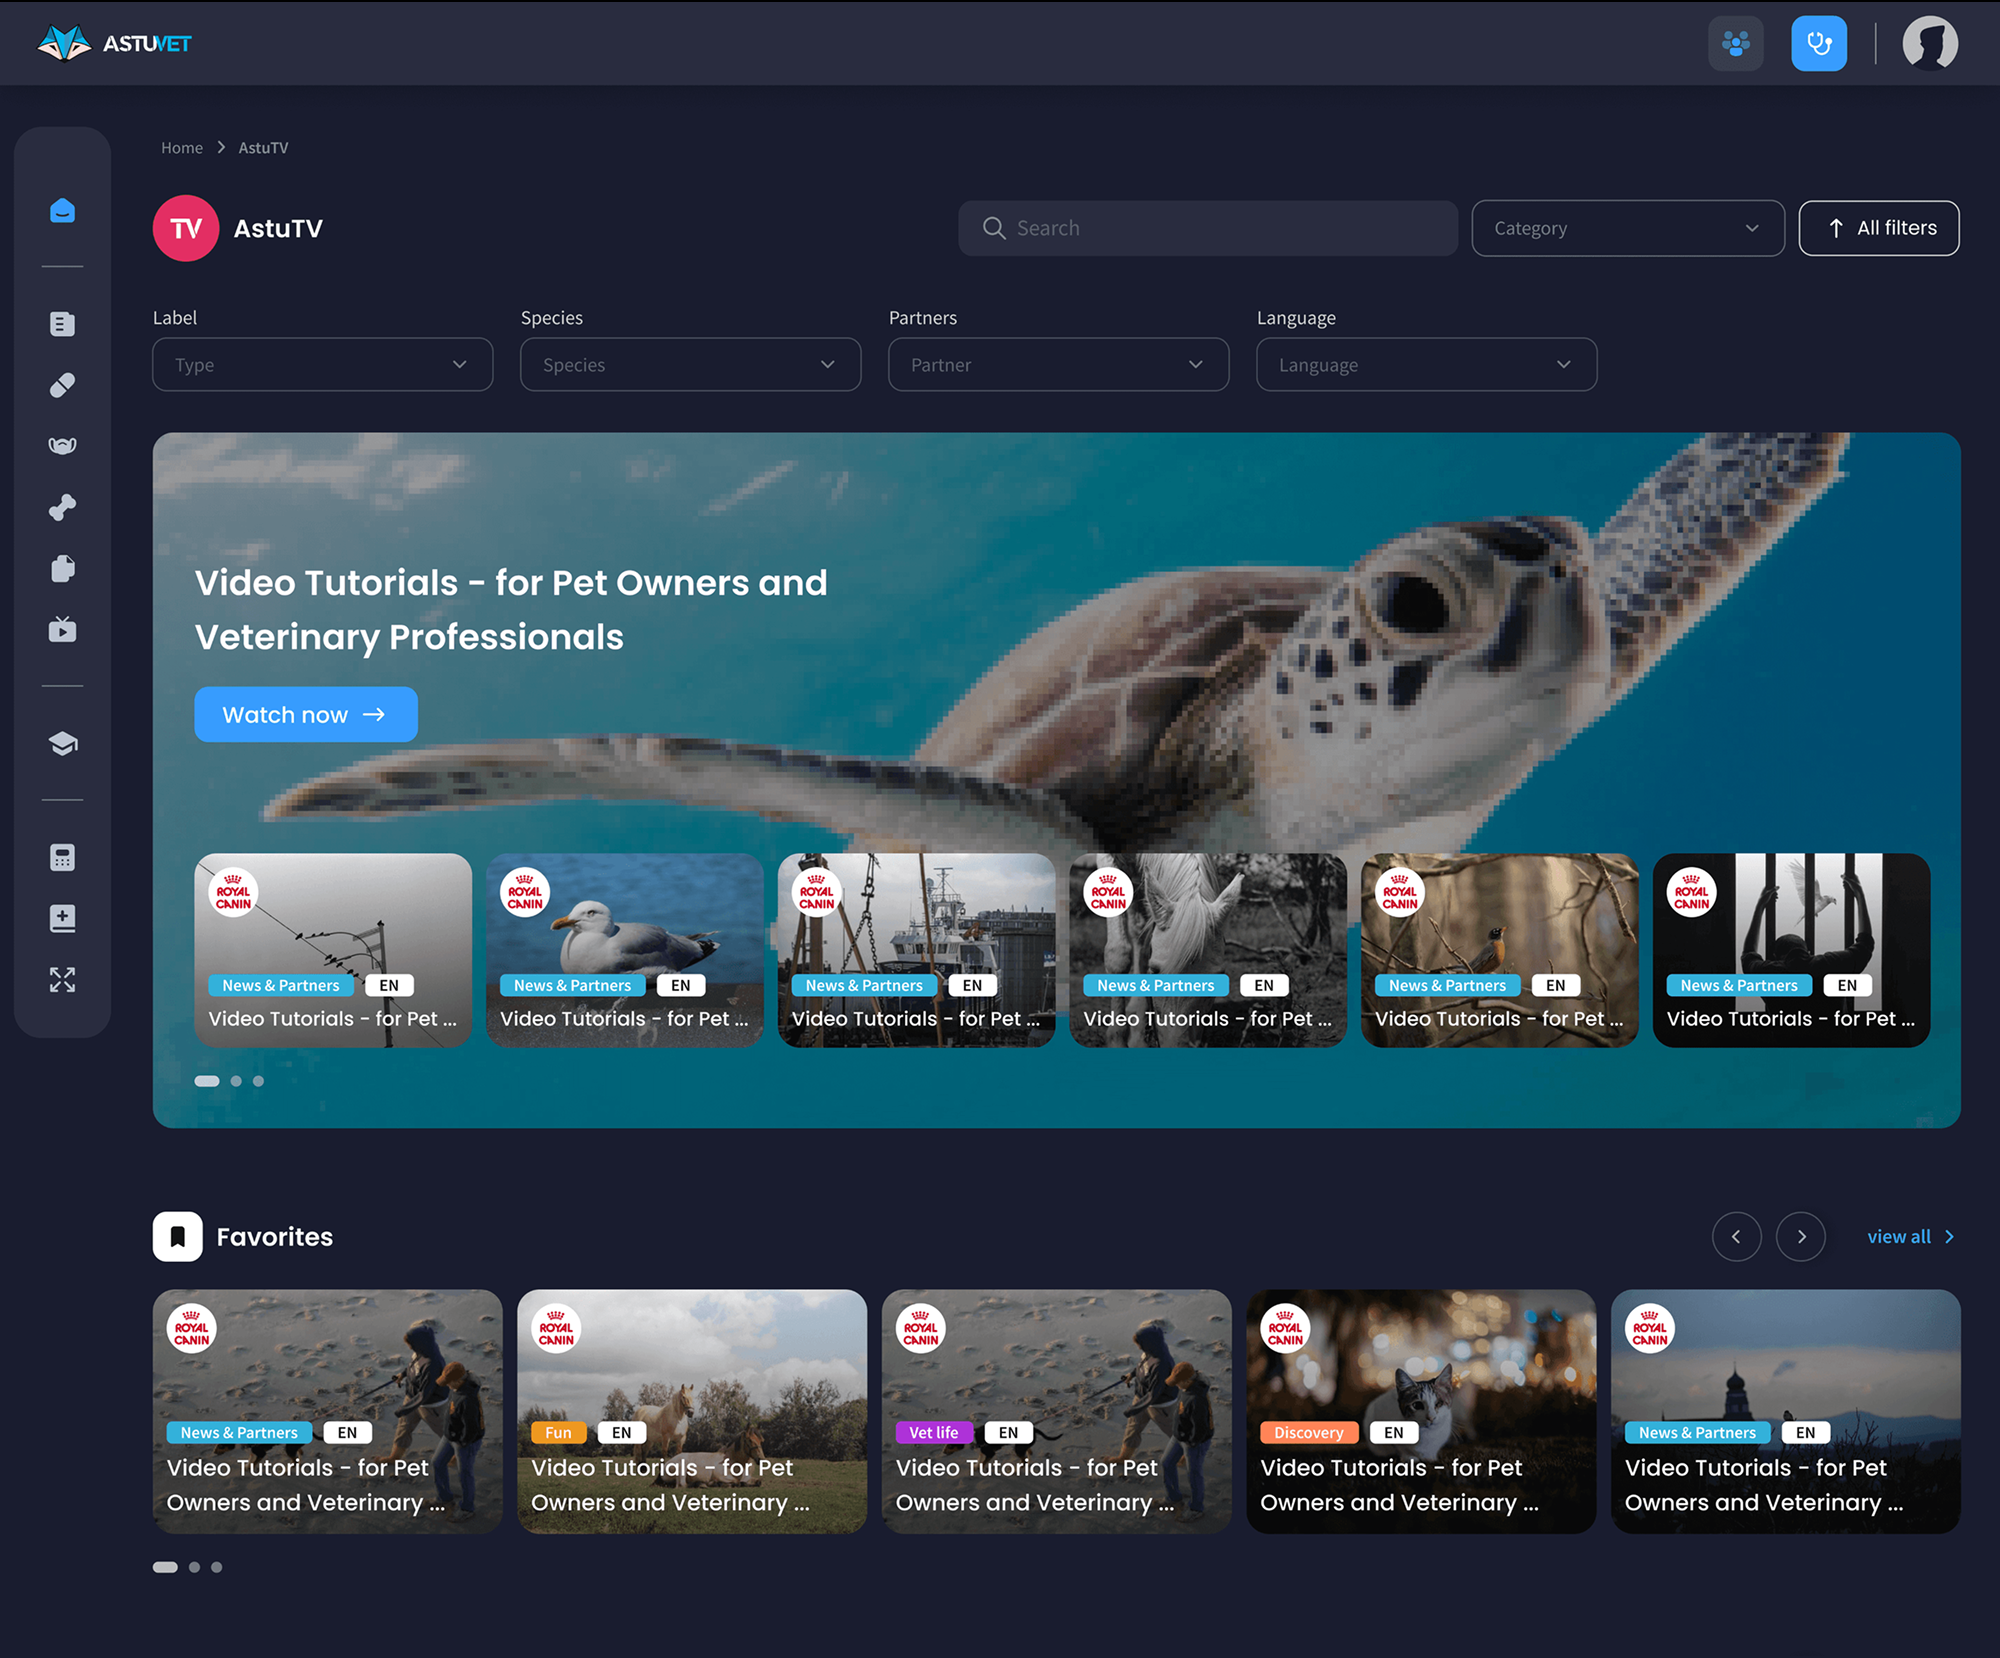 ASTUVET
Home > AstuTV
TV AstuTV
Search
Category
All filters
Label
Species
Partners
Language
Type
Species
Partner
Language
Video Tutorials - for Pet Owners and
Veterinary Professionals
Watch now
ROYAL
CANIN
News & Partners EN
Video Tutorials - for Pet ...
ROYAL
CANIN
News & Partners EN
Video Tutorials - for Pet ...
ROYAL
CANIN
News & Partners EN
Video Tutorials - for Pet ...
ROYAL
CANIN
News & Partners EN
Video Tutorials - for Pet ...
ROYAL
CANIN
News & Partners EN
Video Tutorials - for Pet ...
ROYAL
CANIN
News & Partners EN
Video Tutorials - for Pet ...
Favorites
view all >
ROYAL
CANIN
News & Partners EN
Video Tutorials - for Pet
Owners and Veterinary ...
ROYAL
CANIN
Fun EN
Video Tutorials - for Pet
Owners and Veterinary ...
ROYAL
CANIN
Vet life EN
Video Tutorials - for Pet
Owners and Veterinary ...
ROYAL
CANIN
Discovery EN
Video Tutorials - for Pet
Owners and Veterinary ...
ROYAL
CANIN
News & Partners EN
Video Tutorials - for Pet
Owners and Veterinary ...